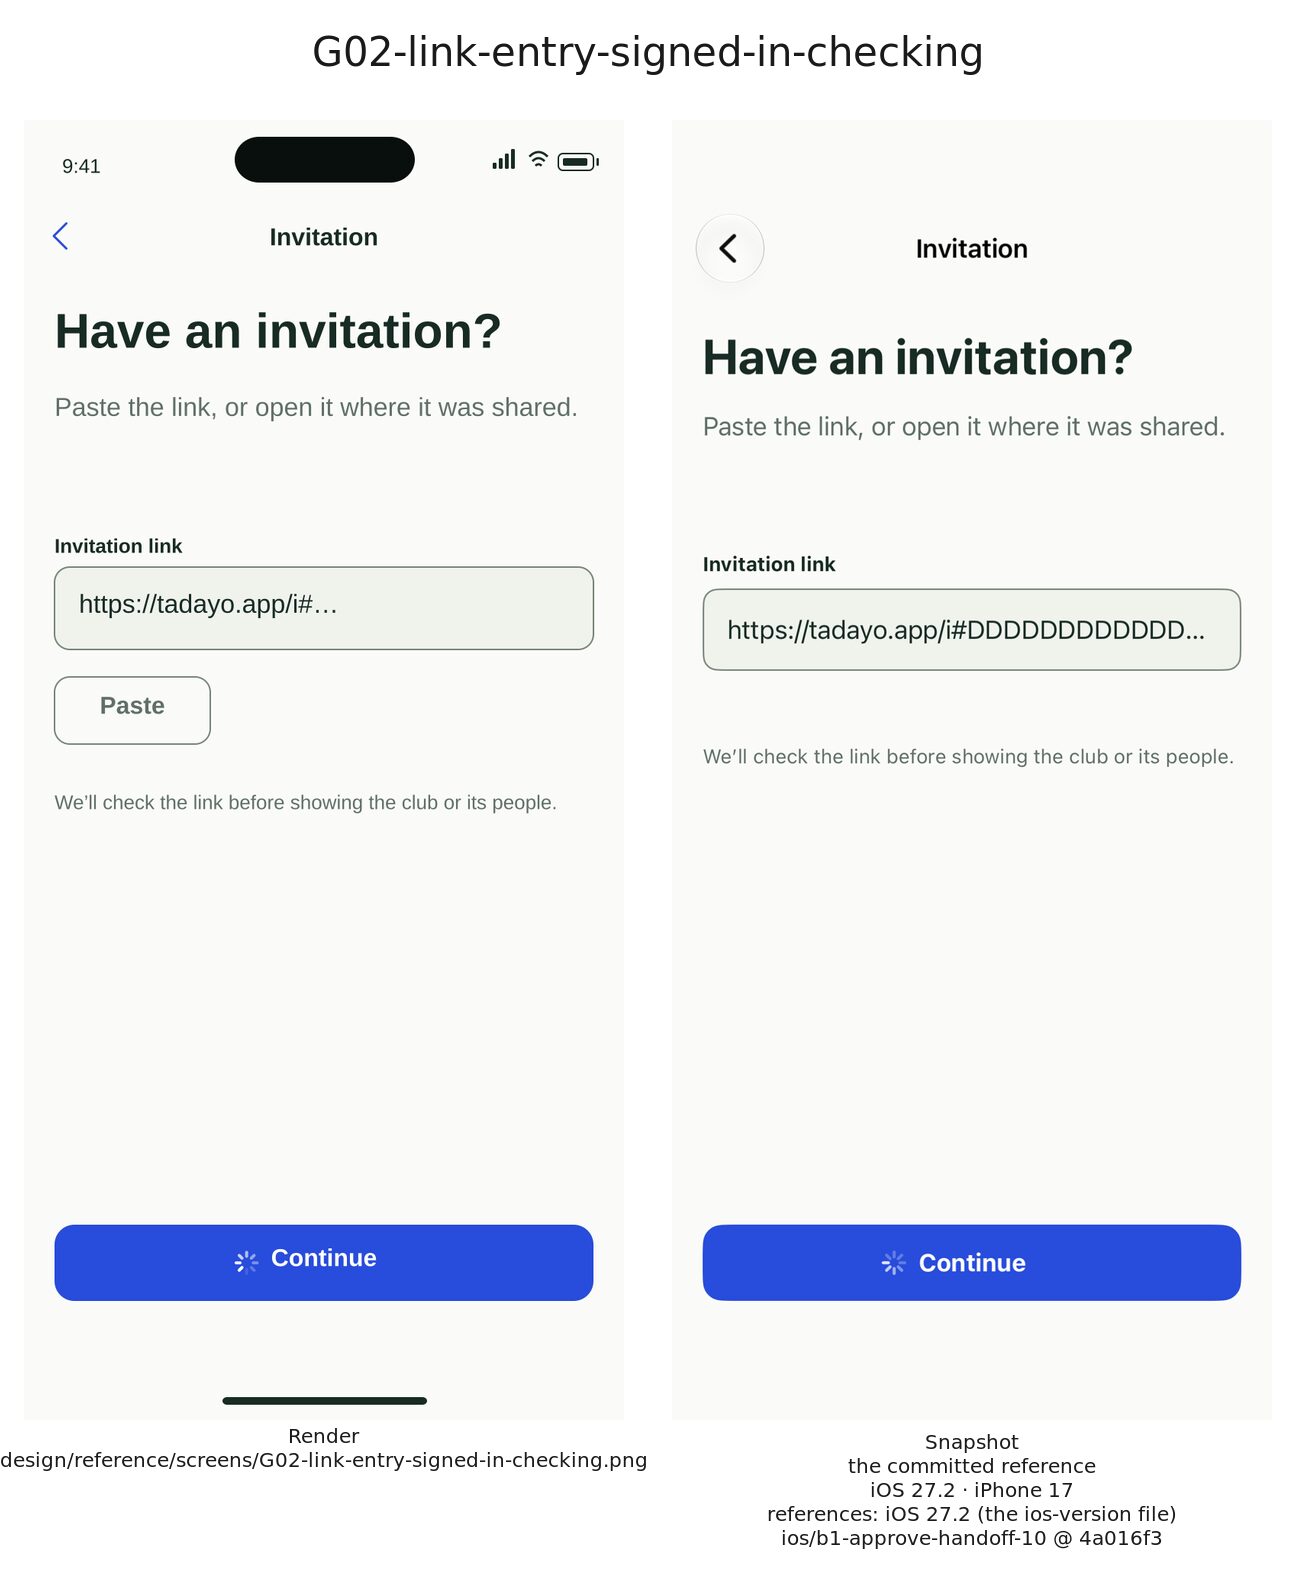 G02-link-entry-signed-in-checking
9:41
Invitation
Have an invitation?
Paste the link, or open it where it was shared.
Invitation link
https://tadayo.app/i#…
Paste
We’ll check the link before showing the club or its people.
Continue
Render
design/reference/screens/G02-link-entry-signed-in-checking.png
Invitation
Have an invitation?
Paste the link, or open it where it was shared.
Invitation link
https://tadayo.app/i#DDDDDDDDDDDD...
We’ll check the link before showing the club or its people.
Continue
Snapshot
the committed reference
iOS 27.2 · iPhone 17
references: iOS 27.2 (the ios-version file)
ios/b1-approve-handoff-10 @ 4a016f3